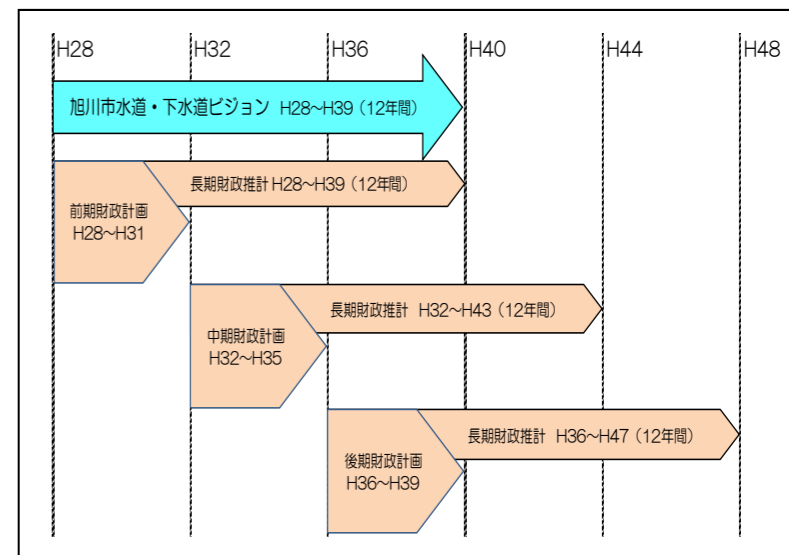 H28 H32 H36 H40 H44 H48
旭川市水道・下水道ビジョン H28～H39（12年間）
長期財政推計 H28～H39（12年間）
前期財政計画
H28～H31
長期財政推計 H32～H43（12年間）
中期財政計画
H32～H35
長期財政推計 H36～H47（12年間）
後期財政計画
H36～H39